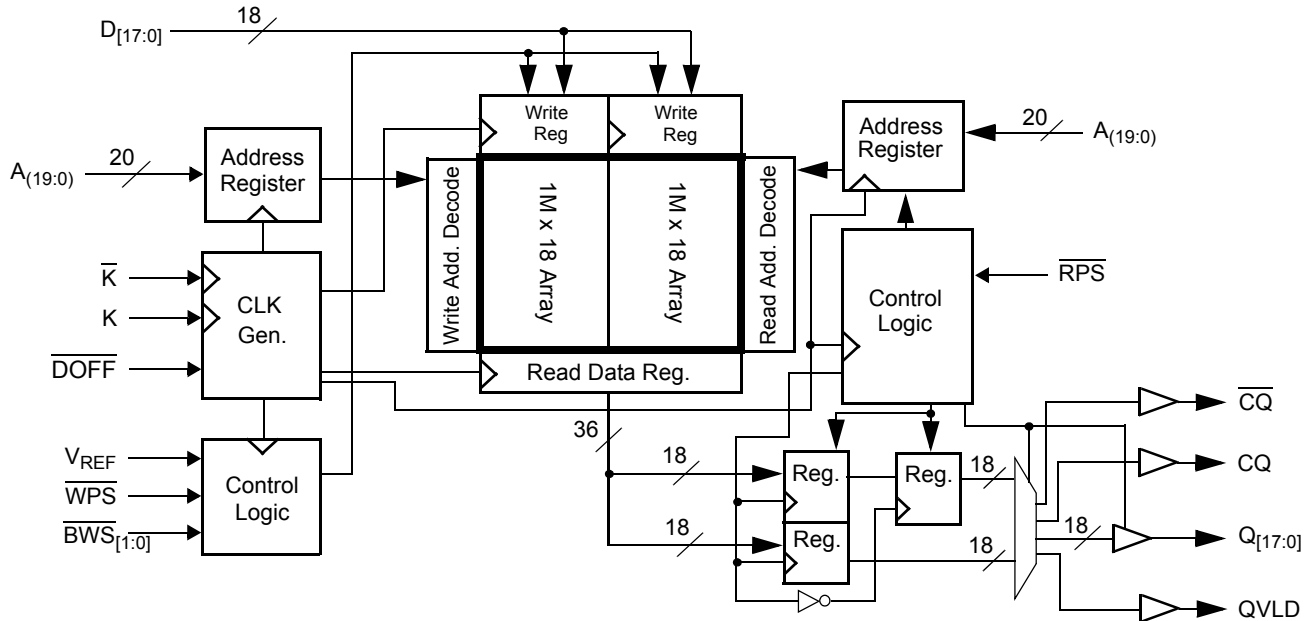 D[17:0]
18
Write
Reg
Write
Reg
Address
Register
20
A(19:0)
A(19:0)
20
Address
Register
Write Add. Decode
1M x 18 Array
1M x 18 Array
Read Add. Decode
K
K
DOFF
CLK
Gen.
Control
Logic
RPS
Read Data Reg.
VREF
WPS
BWS[1:0]
Control
Logic
36
18
Reg.
Reg.
18
18
Reg.
18
18
CQ
CQ
Q[17:0]
QVLD